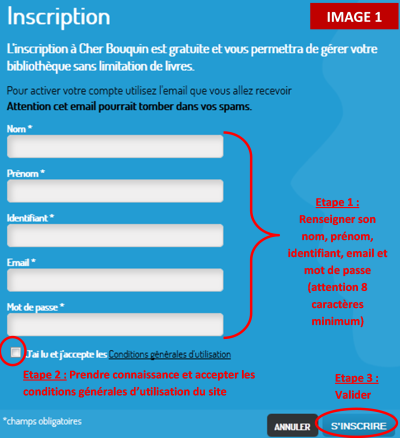 Inscription
IMAGE 1
L'inscription à Cher Bouquin est gratuite et vous permettra de gérer votre
bibliothèque sans limitation de livres.
Pour activer votre compte utilisez l'email que vous allez recevoir
Attention cet email pourrait tomber dans vos spams.
Nom *
Prénom *
Identifiant *
Email *
Mot de passe *
Etape 1 :
Renseigner son
nom, prénom,
identifiant, email et
mot de passe
(attention 8
caractères
minimum)
J'ai lu et j'accepte les Conditions générales d'utilisation
Etape 2 : Prendre connaissance et accepter les
conditions générales d'utilisation du site
Etape 3 :
Valider
*champs obligatoires
ANNULER
S'INSCRIRE